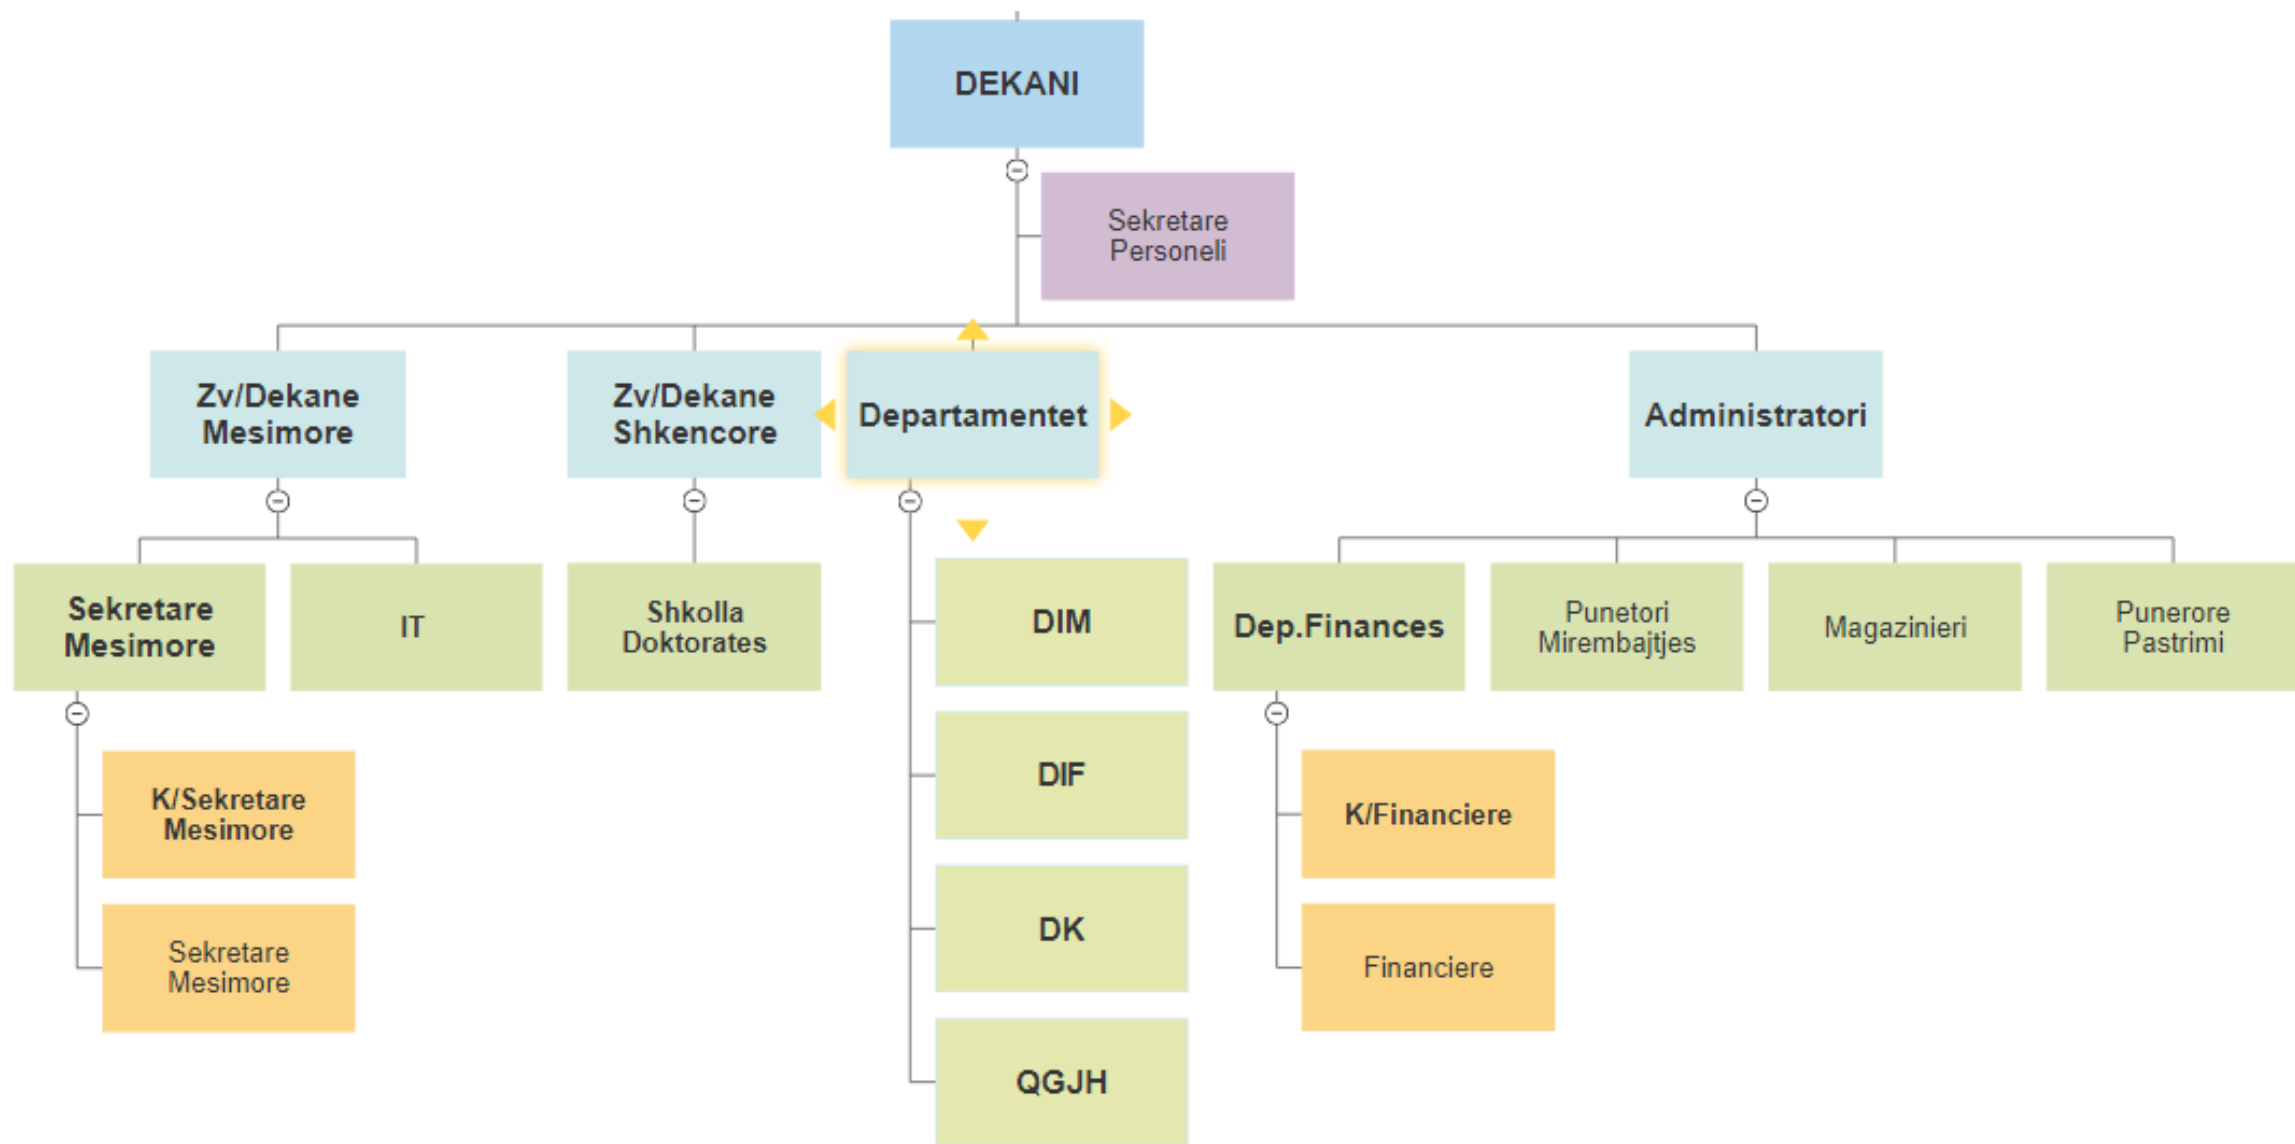 DEKANI
Sekretare
Personeli
Zv/Dekane
Mesimore
Zv/Dekane
Shkencore
Departamentet
Administratori
Sekretare
Mesimore
IT
Shkolla
Doktorates
DIM
Dep.Finances
Punetori
Mirembajtjes
Magazinieri
Punerore
Pastrimi
K/Sekretare
Mesimore
DIF
K/Financiere
Sekretare
Mesimore
DK
Financiere
QGJH